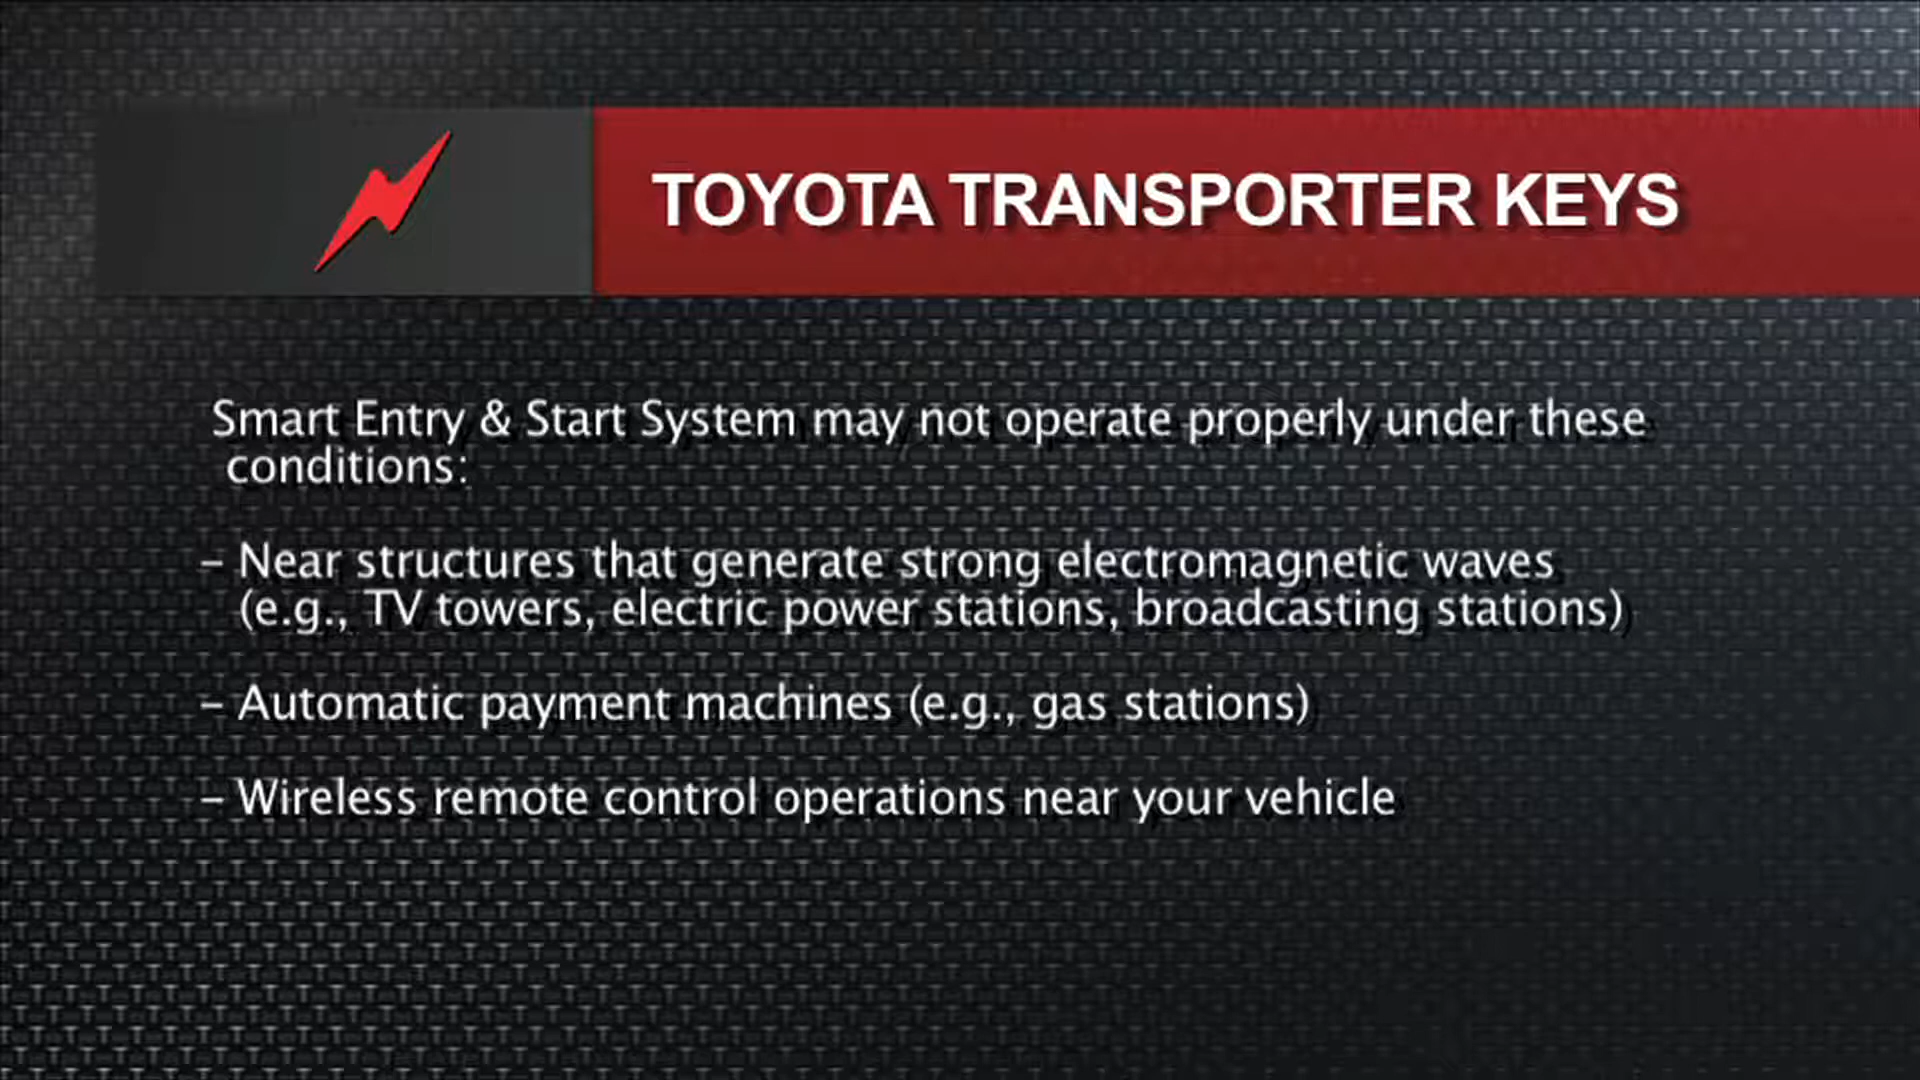 TOYOTA TRANSPORTER KEYS
Smart Entry & Start System may not operate properly under these
conditions:
– Near structures that generate strong electromagnetic waves
(e.g., TV towers, electric power stations, broadcasting stations)
– Automatic payment machines (e.g., gas stations)
– Wireless remote control operations near your vehicle